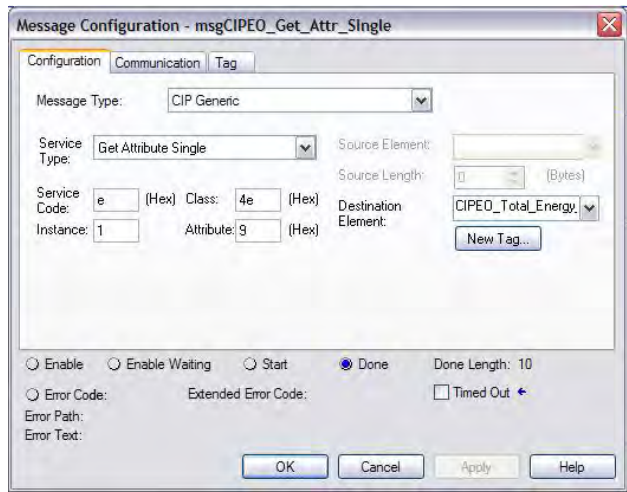 Message Configuration - msgCIPEO_Get_Attr_Single
Configuration Communication Tag
Message Type: CIP Generic
Service Type: Get Attribute Single Source Element:
Source Length: 0 (Bytes)
Service Code: e (Hex) Class: 4e (Hex) Destination Element: CIPEO_Total_Energy_
Instance: 1 Attribute: 9 (Hex) New Tag...
Enable Enable Waiting Start Done Done Length: 10
Error Code: Extended Error Code: Timed Out
Error Path:
Error Text:
OK Cancel Apply Help